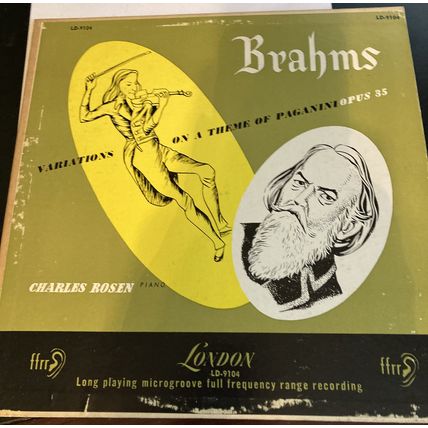 LD-9104
LD-9104
Brahms
VARIATIONS ON A THEME OF PAGANINI OPUS 35
CHARLES ROSEN PIANO
ffrr
LONDON
ffrr
LD-9104
Long playing microgroove full frequency range recording